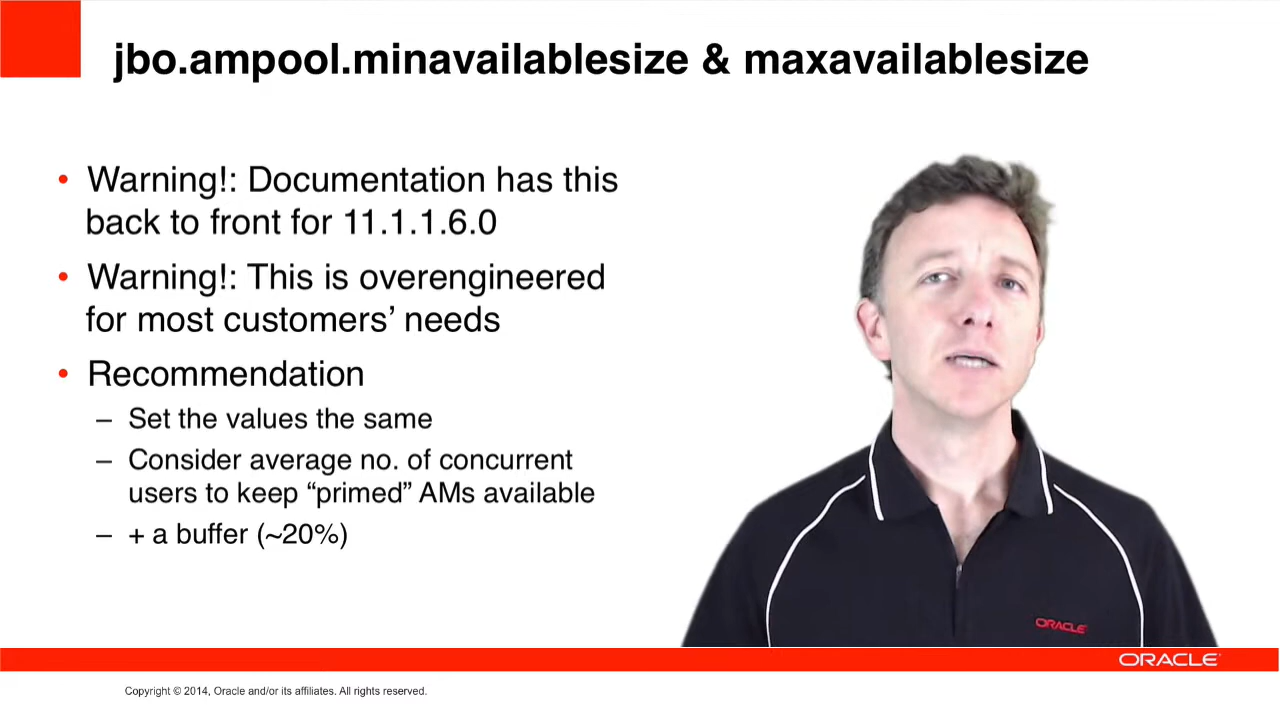 jbo.ampool.minavailablesize & maxavailablesize
• Warning!: Documentation has this
back to front for 11.1.1.6.0
• Warning!: This is overengineered
for most customers’ needs
• Recommendation
– Set the values the same
– Consider average no. of concurrent
users to keep “primed” AMs available
– + a buffer (~20%)
ORACLE
ORACLE
Copyright © 2014, Oracle and/or its affiliates. All rights reserved.